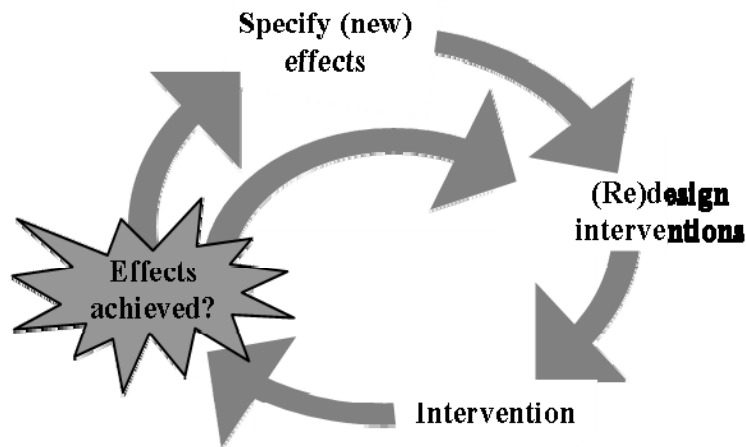 Specify (new)
effects
(Re)design
interventions
Effects
achieved?
Intervention